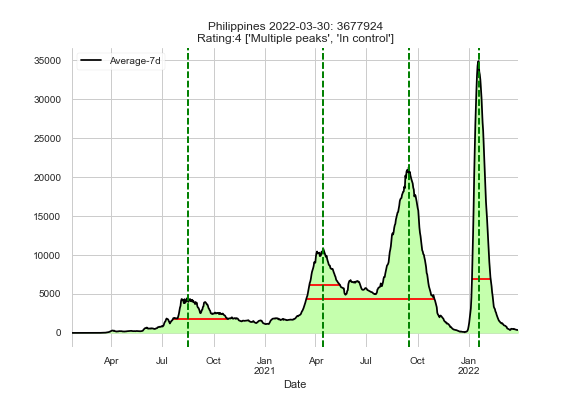 Philippines 2022-03-30: 3677924
Rating:4 ['Multiple peaks', 'In control']
Average-7d
35000
30000
25000
20000
15000
10000
5000
0
Apr Jul Oct Jan Apr Jul Oct Jan
2021 2022
Date